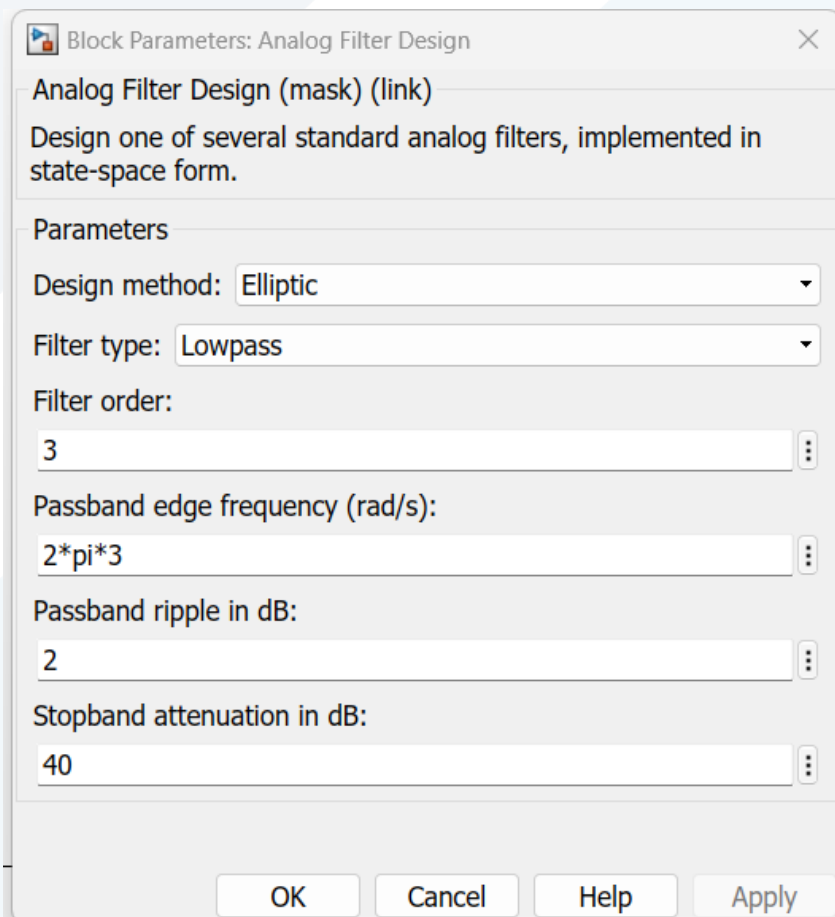 Block Parameters: Analog Filter Design
Analog Filter Design (mask) (link)
Design one of several standard analog filters, implemented in
state-space form.
Parameters
Design method: Elliptic
Filter type: Lowpass
Filter order:
3
Passband edge frequency (rad/s):
2*pi*3
Passband ripple in dB:
2
Stopband attenuation in dB:
40
OK Cancel Help Apply